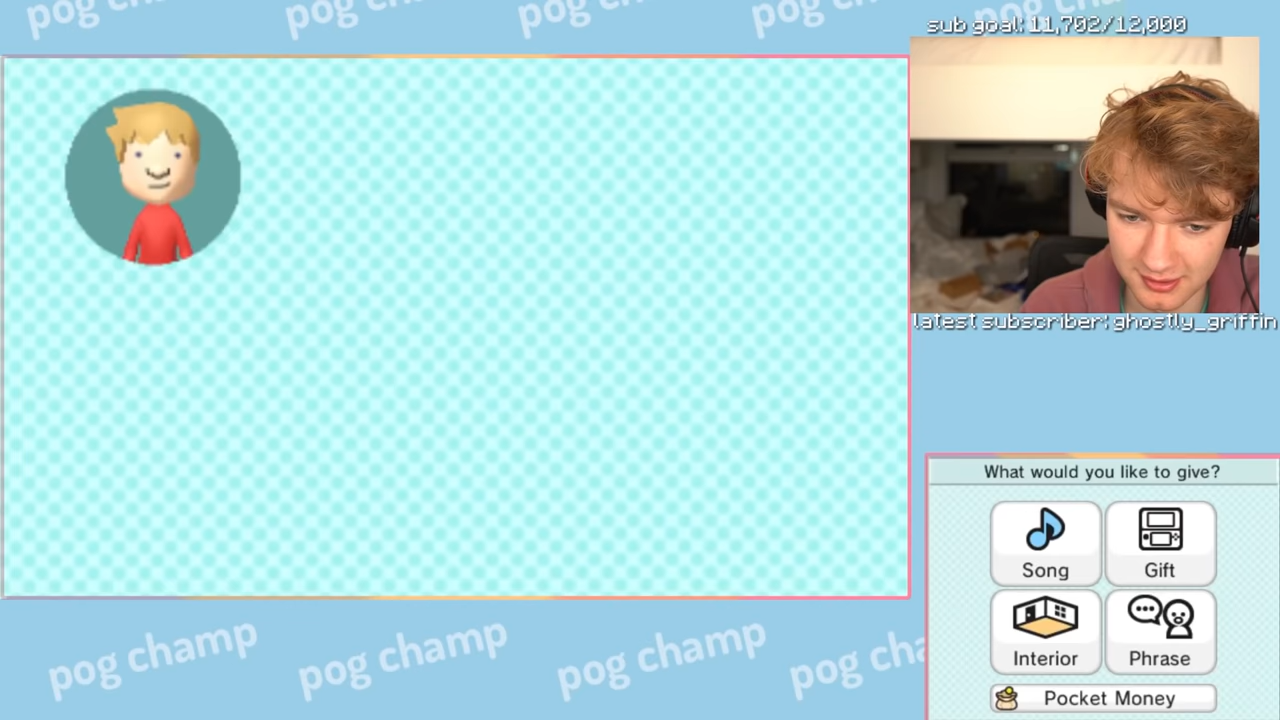 pog champ
pog champ
pog champ
pog champ
sub goal: 11,702/12,000
latest subscriber: ghostly_griffin
What would you like to give?
Song
Gift
Interior
Phrase
Pocket Money
pog champ
pog champ
pog champ
pog cha